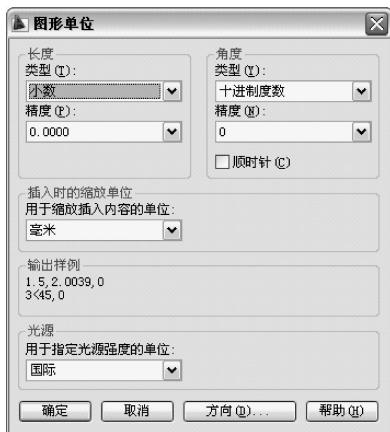 图形单位
长度
类型(T):
小数
精度(P):
0.0000
角度
类型(Y):
十进制度数
精度(N):
0
顺时针(C)
插入时的缩放单位
用于缩放插入内容的单位:
毫米
输出样例
1.5,2.0039,0
3<45,0
光源
用于指定光源强度的单位:
国际
确定 取消 方向(D)... 帮助(H)